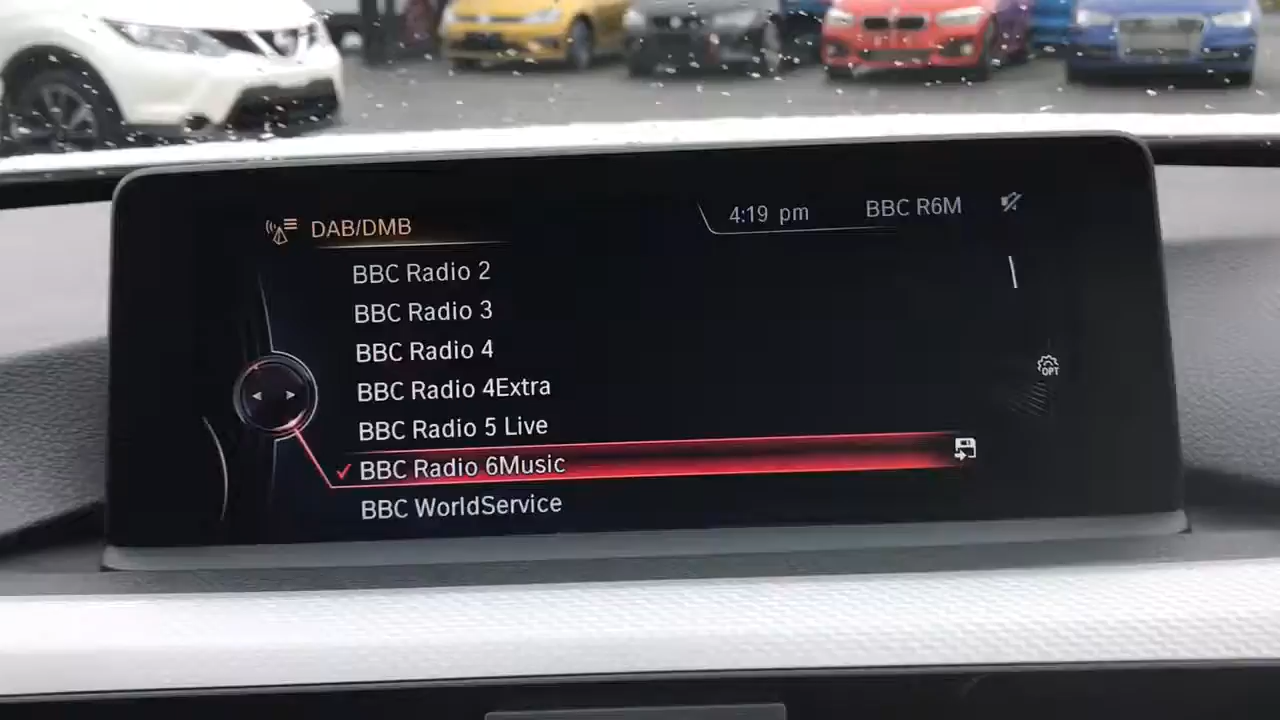 DAB/DMB
4:19 pm
BBC R6M
BBC Radio 2
BBC Radio 3
BBC Radio 4
BBC Radio 4Extra
BBC Radio 5 Live
BBC Radio 6Music
BBC WorldService
OPT